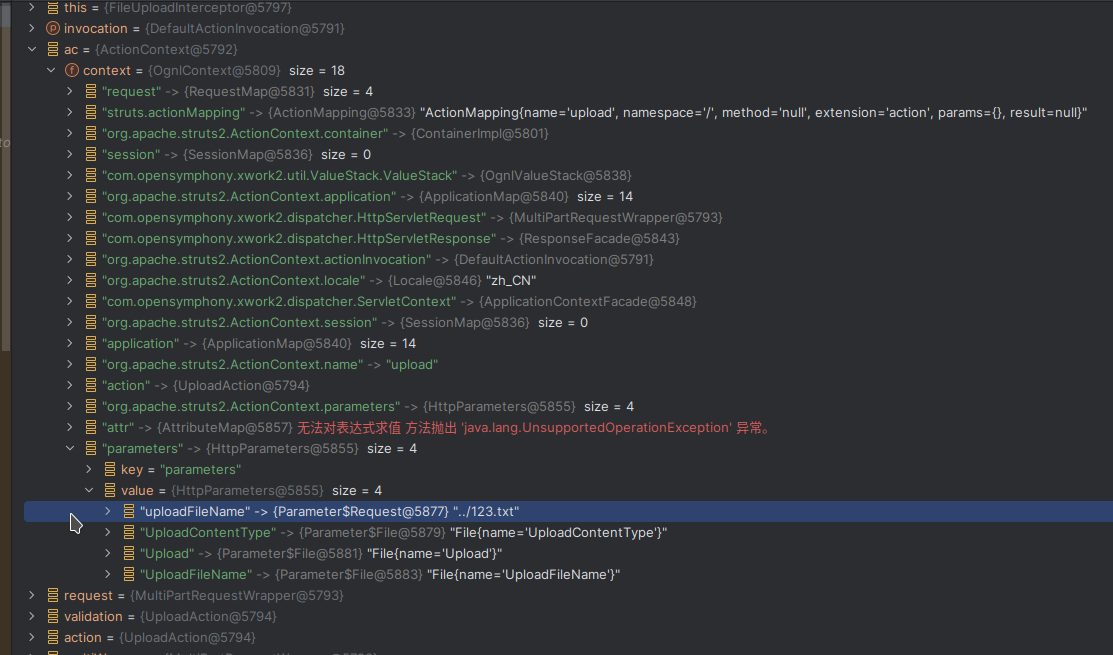 this = {FileUploadInterceptor@5797}
invocation = {DefaultActionInvocation@5791}
ac = {ActionContext@5792}
context = {OgnlContext@5809} size = 18
"request" -> {RequestMap@5831} size = 4
"struts.actionMapping" -> {ActionMapping@5833} "ActionMapping{name='upload', namespace='/', method='null', extension='action', params={}, result=null}"
"org.apache.struts2.ActionContext.container" -> {ContainerImpl@5801}
"session" -> {SessionMap@5836} size = 0
"com.opensymphony.xwork2.util.ValueStack.ValueStack" -> {OgnlValueStack@5838}
"org.apache.struts2.ActionContext.application" -> {ApplicationMap@5840} size = 14
"com.opensymphony.xwork2.dispatcher.HttpServletRequest" -> {MultiPartRequestWrapper@5793}
"com.opensymphony.xwork2.dispatcher.HttpServletResponse" -> {ResponseFacade@5843}
"org.apache.struts2.ActionContext.actionInvocation" -> {DefaultActionInvocation@5791}
"org.apache.struts2.ActionContext.locale" -> {Locale@5846} "zh_CN"
"com.opensymphony.xwork2.dispatcher.ServletContext" -> {ApplicationContextFacade@5848}
"org.apache.struts2.ActionContext.session" -> {SessionMap@5836} size = 0
"application" -> {ApplicationMap@5840} size = 14
"org.apache.struts2.ActionContext.name" -> "upload"
"action" -> {UploadAction@5794}
"org.apache.struts2.ActionContext.parameters" -> {HttpParameters@5855} size = 4
"attr" -> {AttributeMap@5857} 无法对表达式求值 方法抛出 'java.lang.UnsupportedOperationException' 异常。
"parameters" -> {HttpParameters@5855} size = 4
key = "parameters"
value = {HttpParameters@5855} size = 4
"uploadFileName" -> {Parameter$Request@5877} "../123.txt"
"UploadContentType" -> {Parameter$File@5879} "File{name='UploadContentType'}"
"Upload" -> {Parameter$File@5881} "File{name='Upload'}"
"UploadFileName" -> {Parameter$File@5883} "File{name='UploadFileName'}"
request = {MultiPartRequestWrapper@5793}
validation = {UploadAction@5794}
action = {UploadAction@5794}